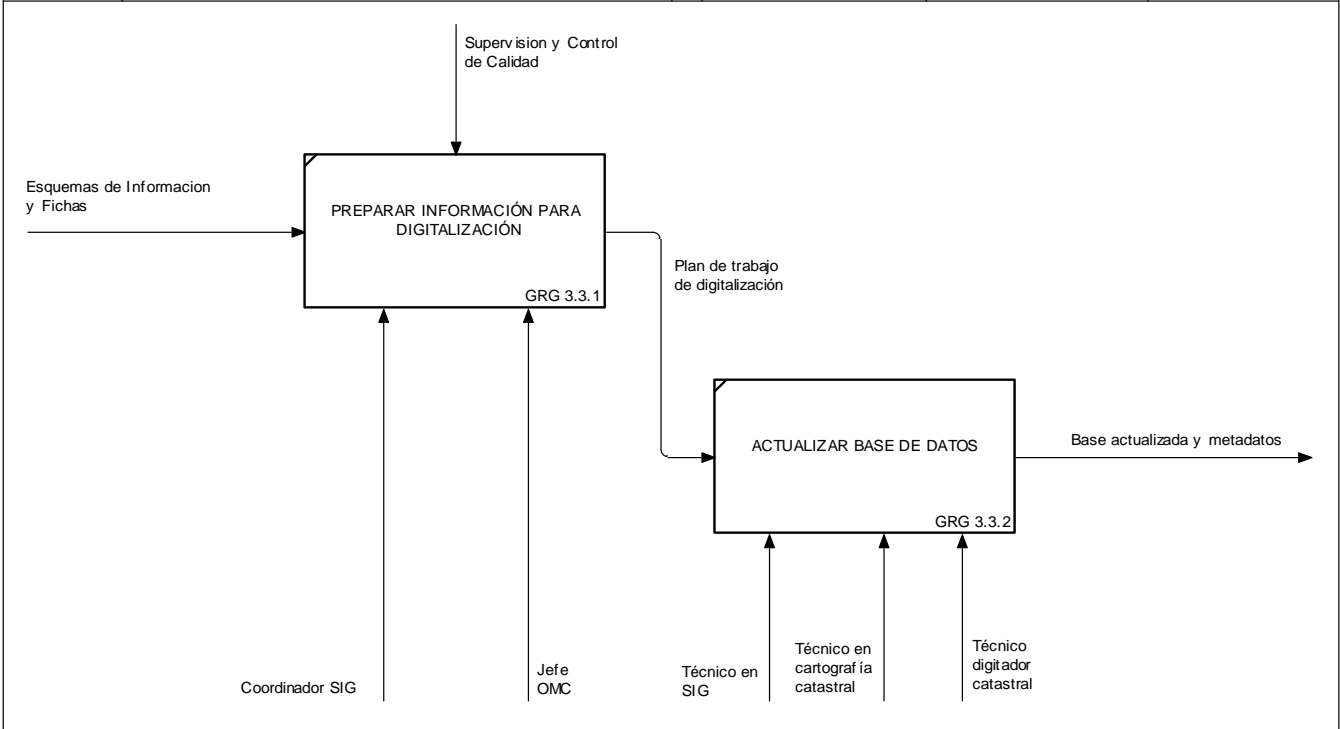 Supervision y Control
de Calidad
Esquemas de Informacion
y Fichas
PREPARAR INFORMACIÓN PARA
DIGITALIZACIÓN
GRG 3.3.1
Plan de trabajo
de digitalización
ACTUALIZAR BASE DE DATOS
GRG 3.3.2
Base actualizada y metadatos
Coordinador SIG
Jefe
OMC
Técnico en
SIG
Técnico en
cartografía
catastral
Técnico
digitador
catastral